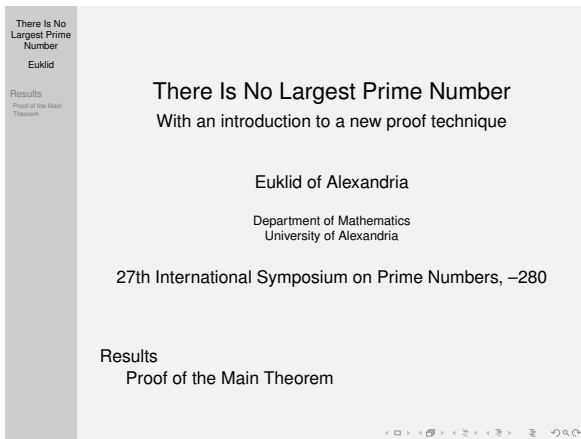 There Is No
Largest Prime
Number
Euklid
Results
Proof of the Main
Theorem
There Is No Largest Prime Number
With an introduction to a new proof technique
Euklid of Alexandria
Department of Mathematics
University of Alexandria
27th International Symposium on Prime Numbers, –280
Results
Proof of the Main Theorem